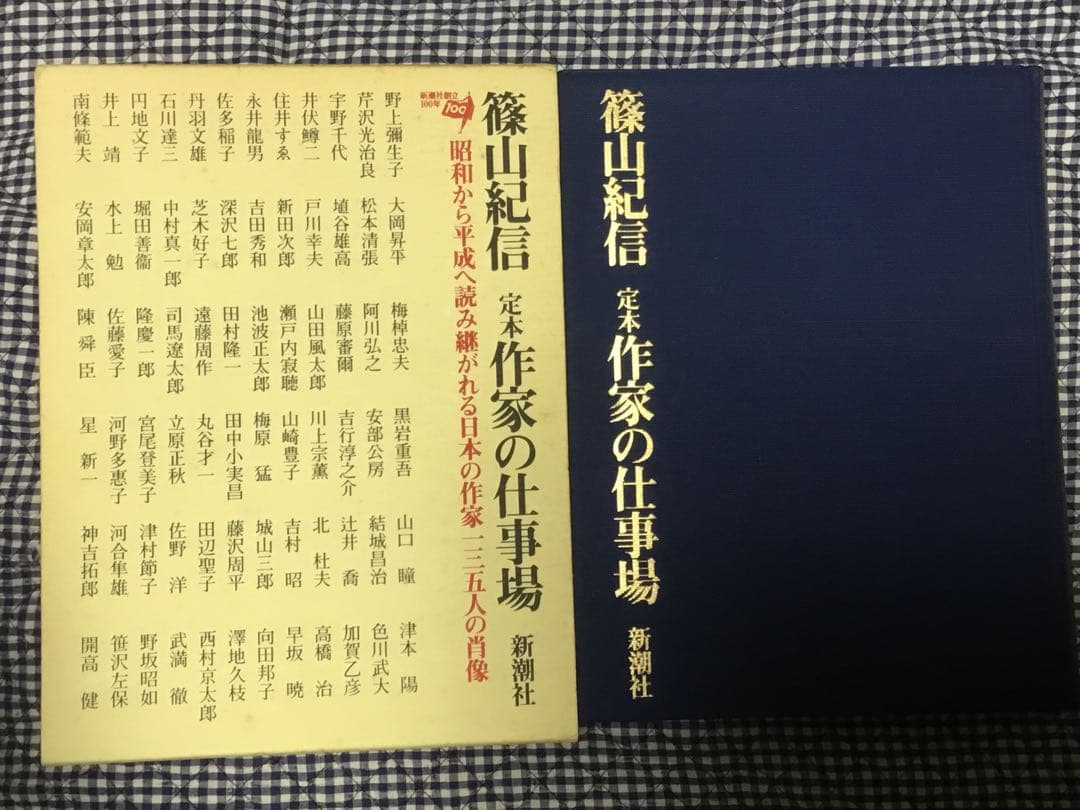 篠山紀信 定本 作家の仕事場 新潮社
新潮社創立
100年
100
昭和から平成へ読み継がれる日本の作家一三五人の肖像
野上彌生子 大岡昇平 梅棹忠夫 黒岩重吾 山口 瞳 津本 陽
芹沢光治良 松本清張 阿川弘之 安部公房 結城昌治 色川武大
宇野千代 埴谷雄高 藤原審爾 吉行淳之介 辻井 喬 加賀乙彦
井伏鱒二 戸川幸夫 山田風太郎 川上宗薫 北 杜夫 高橋 治
住井すゑ 新田次郎 瀬戸内寂聴 山崎豊子 吉村 昭 早坂 暁
永井龍男 吉田秀和 池波正太郎 梅原 猛 城山三郎 向田邦子
佐多稲子 深沢七郎 田村隆一 田中小実昌 藤沢周平 澤地久枝
丹羽文雄 芝木好子 遠藤周作 丸谷才一 田辺聖子 西村京太郎
石川達三 中村真一郎 司馬遼太郎 立原正秋 佐野 洋 武満 徹
円地文子 堀田善衞 隆慶一郎 宮尾登美子 津村節子 野坂昭如
井上 靖 水上 勉 佐藤愛子 河野多惠子 河合隼雄 笹沢左保
南條範夫 安岡章太郎 陳 舜臣 星 新一 神吉拓郎 開高 健
篠山紀信 定本 作家の仕事場 新潮社